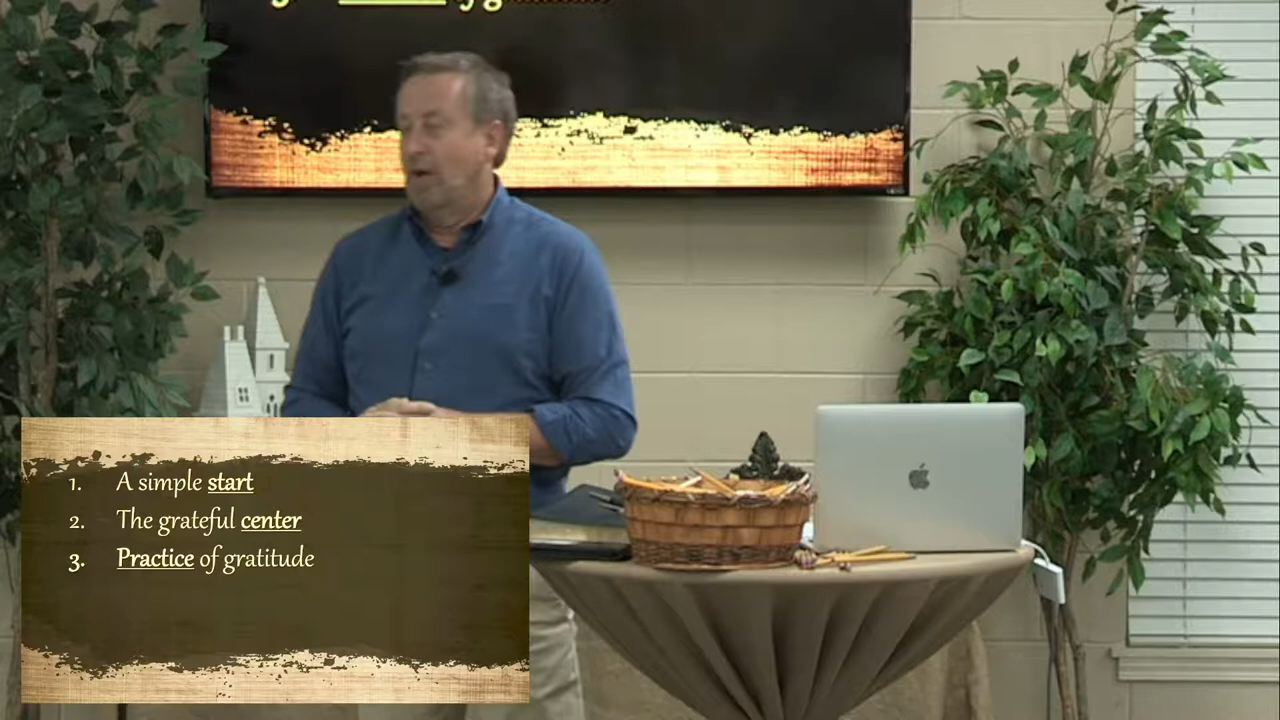 1. A simple start
2. The grateful center
3. Practice of gratitude